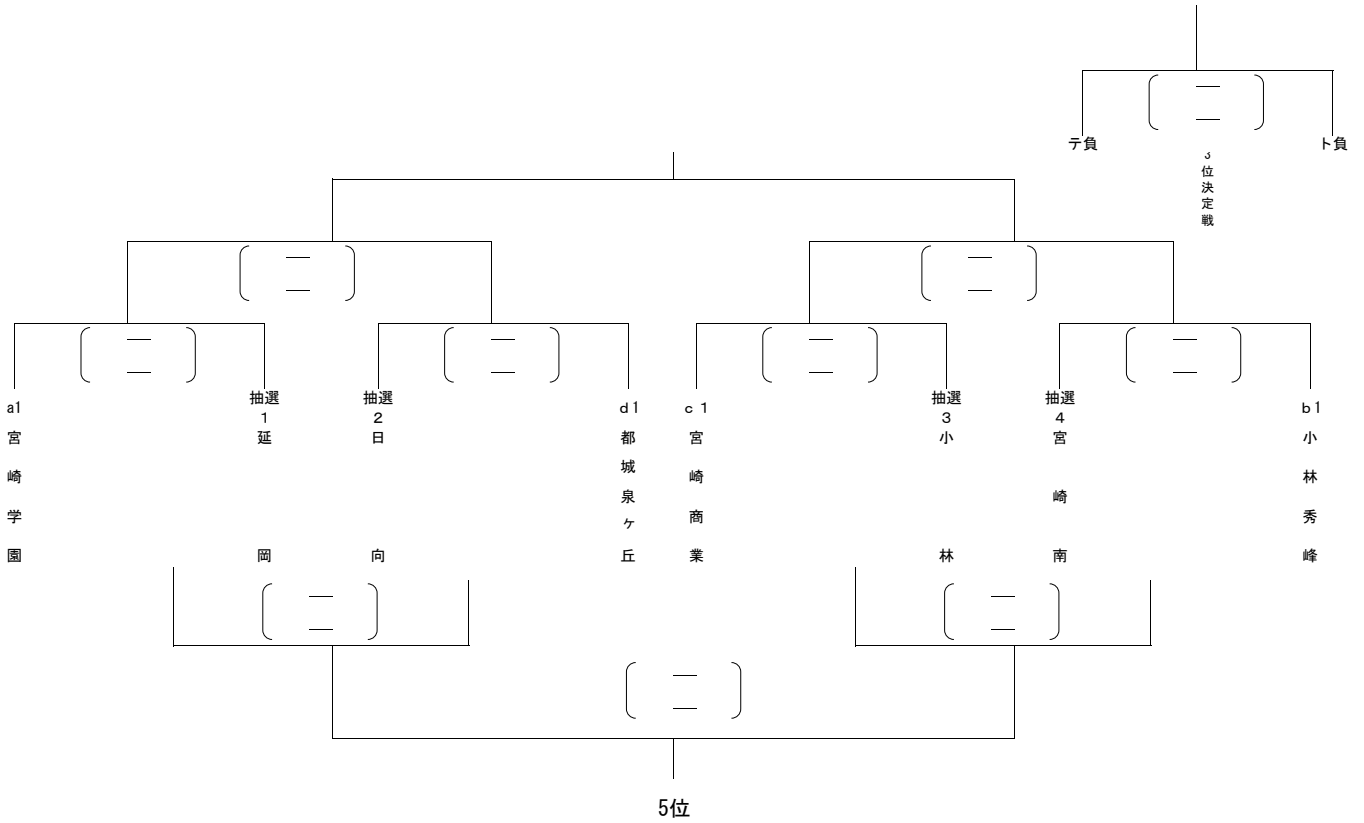 テ負
ト負
3位決定戦
a1
宮崎学園
抽選
1
延岡
抽選
2
日向
d1
都城泉ヶ丘
c1
宮崎商業
抽選
3
小林
抽選
4
宮崎南
b1
小林秀峰
5位